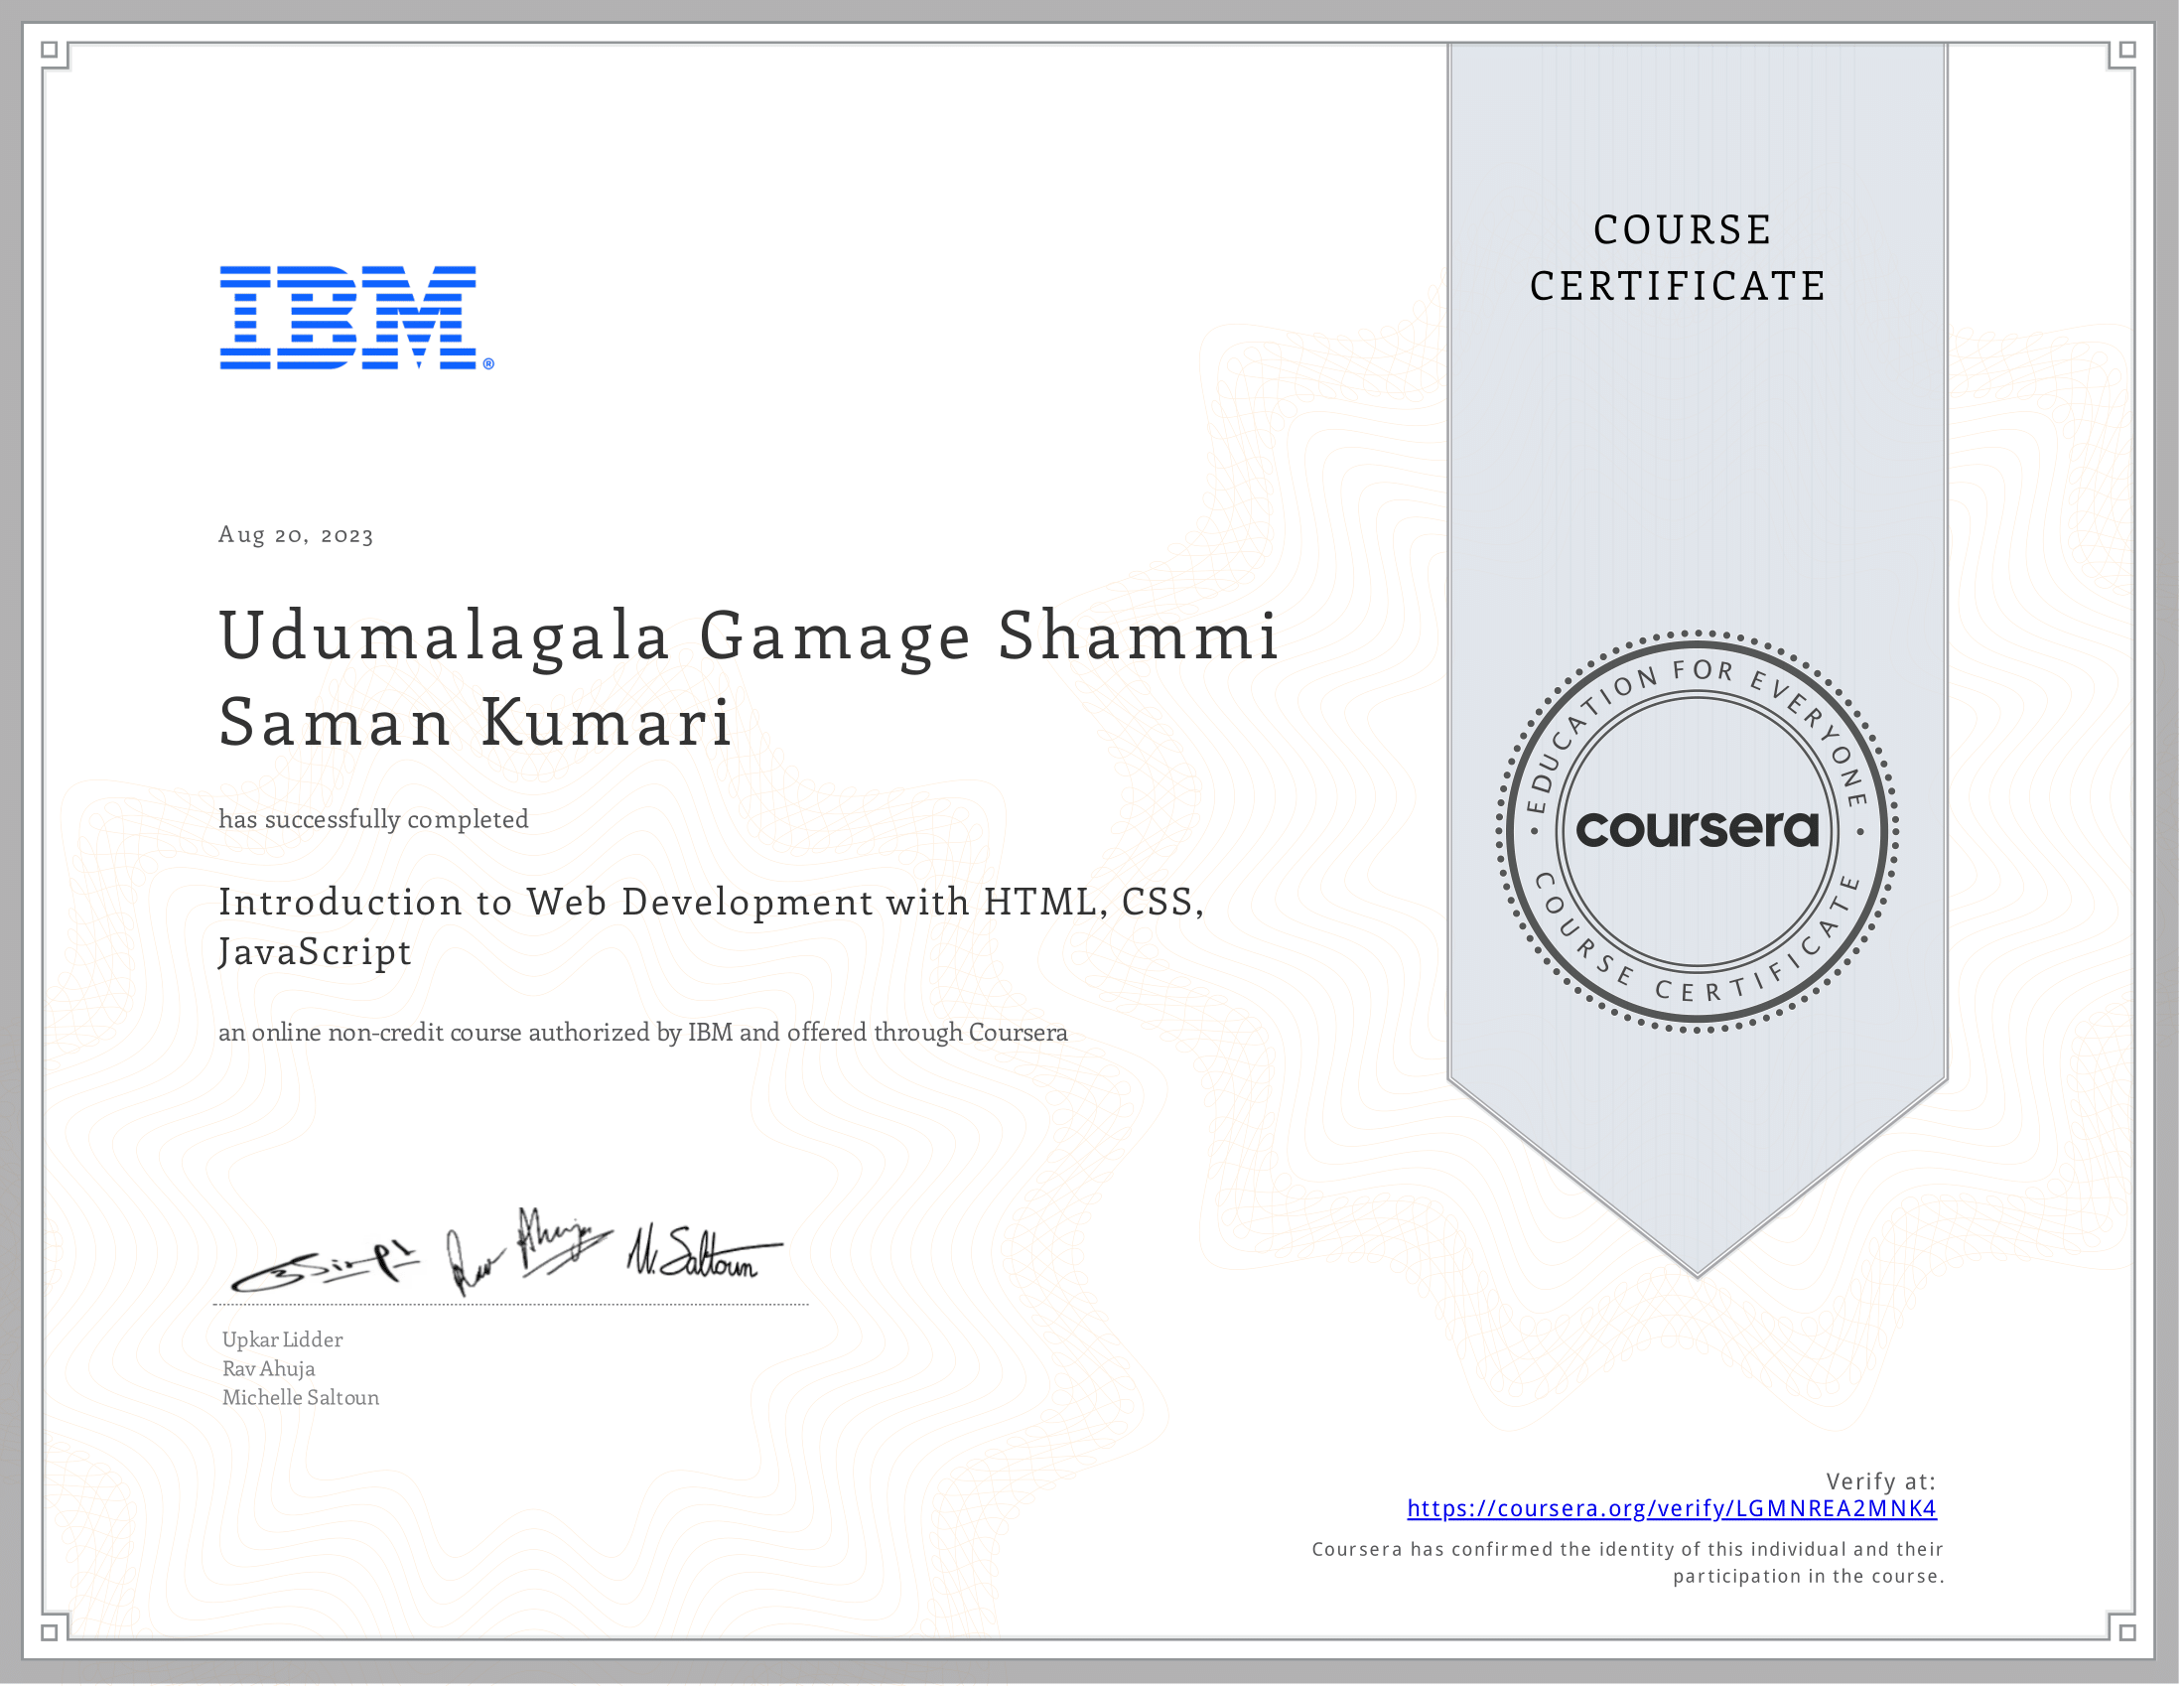 COURSE
CERTIFICATE
IBM®
Aug 20, 2023
Udumalagala Gamage Shammi
Saman Kumari
has successfully completed
Introduction to Web Development with HTML, CSS,
JavaScript
an online non-credit course authorized by IBM and offered through Coursera
EDUCATION FOR EVERYONE
coursera
COURSE CERTIFICATE
Rav Ahuja M. Saltoun
Upkar Lidder
Rav Ahuja
Michelle Saltoun
Verify at:
https://coursera.org/verify/LGMNREA2MNK4
Coursera has confirmed the identity of this individual and their
participation in the course.